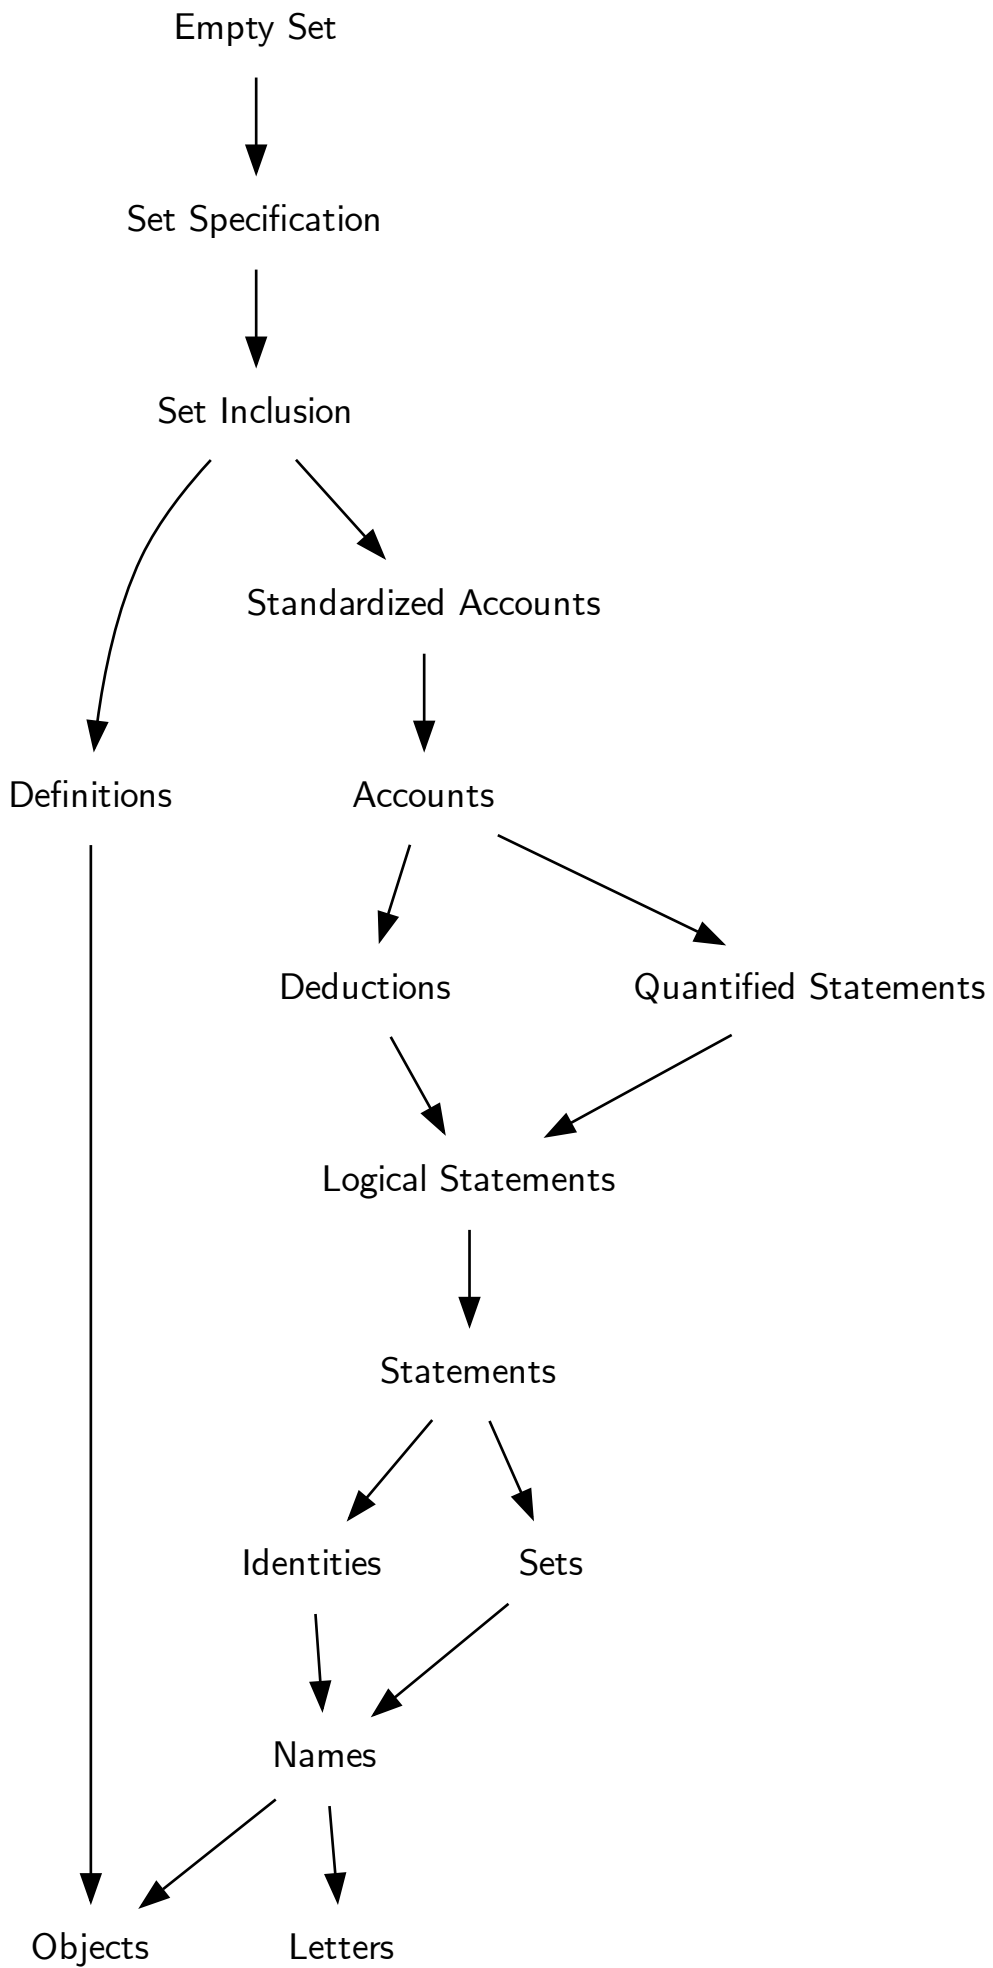 Empty Set
Set Specification
Set Inclusion
Standardized Accounts
Definitions
Accounts
Deductions
Quantified Statements
Logical Statements
Statements
Identities
Sets
Names
Objects
Letters